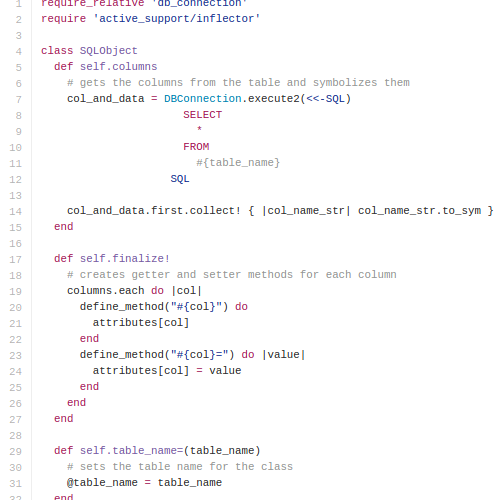 1 require_relative 'db_connection'
2 require 'active_support/inflector'
3
4 class SQLObject
5   def self.columns
6     # gets the columns from the table and symbolizes them
7     col_and_data = DBConnection.execute2(<<-SQL)
8                       SELECT
9                         *
10                       FROM
11                         #{table_name}
12                     SQL
13
14     col_and_data.first.collect! { |col_name_str| col_name_str.to_sym }
15   end
16
17   def self.finalize!
18     # creates getter and setter methods for each column
19     columns.each do |col|
20       define_method("#{col}") do
21         attributes[col]
22       end
23       define_method("#{col}=") do |value|
24         attributes[col] = value
25       end
26     end
27   end
28
29   def self.table_name=(table_name)
30     # sets the table name for the class
31     @table_name = table_name
32   end